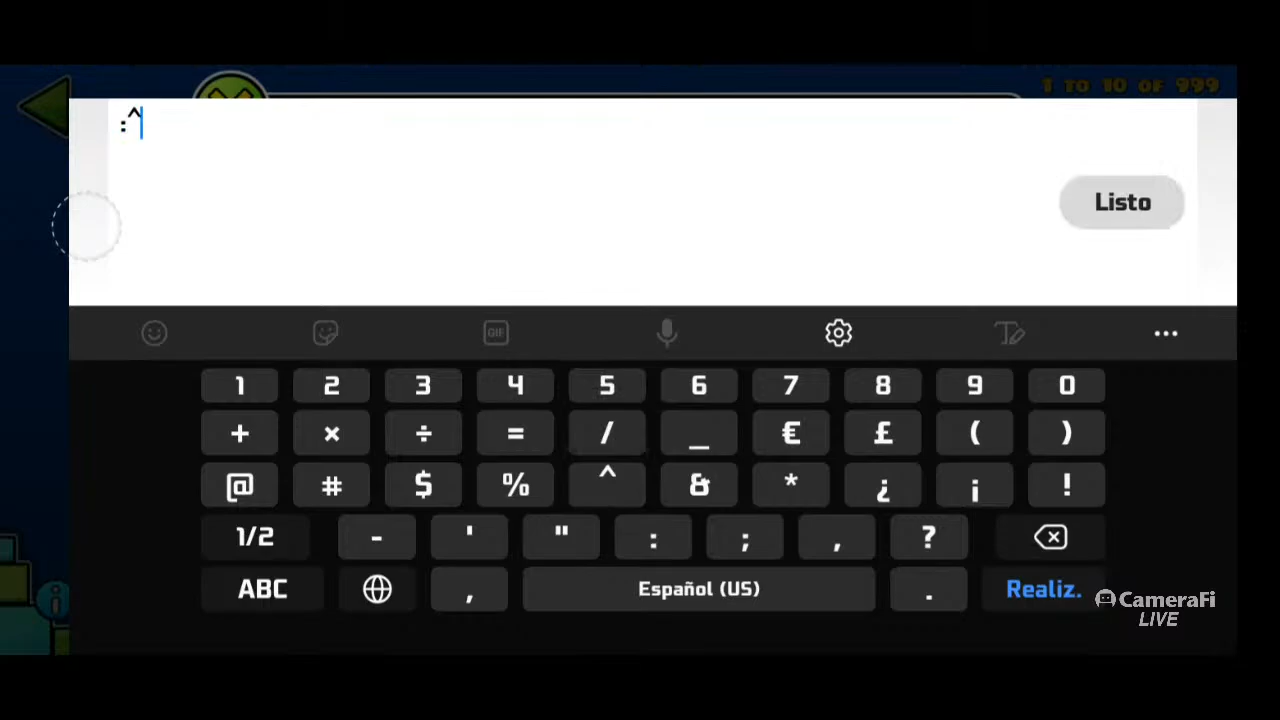 1 TO 10 OF 999
:^
Listo
GIF
1 2 3 4 5 6 7 8 9 0
+ × ÷ = / _ € £ ( )
@ # $ % ^ & * ¿ ¡ !
1/2 - ' " : ; , ?
ABC , Español (US) . Realiz.
CameraFi
LIVE